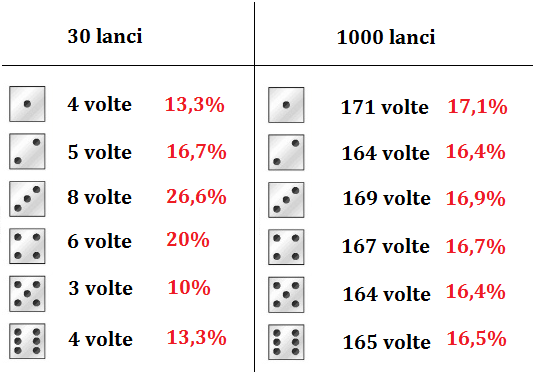 30 lanci
1000 lanci
4 volte 13,3%
171 volte 17,1%
5 volte 16,7%
164 volte 16,4%
8 volte 26,6%
169 volte 16,9%
6 volte 20%
167 volte 16,7%
3 volte 10%
164 volte 16,4%
4 volte 13,3%
165 volte 16,5%